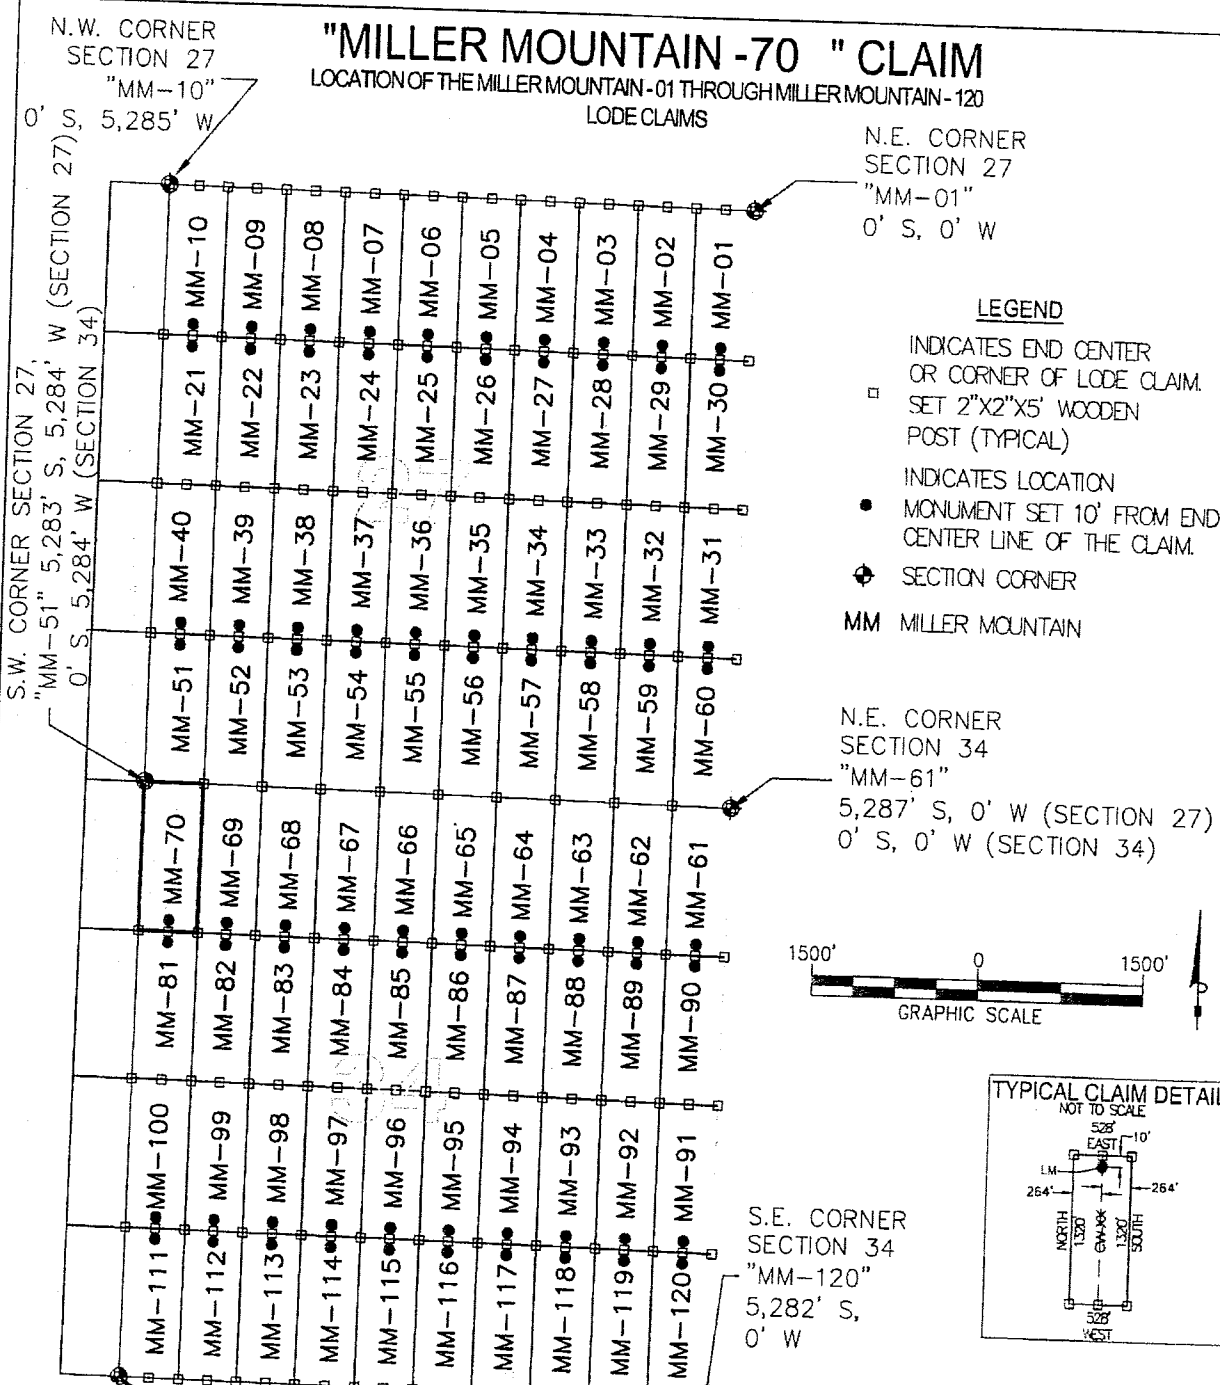 "MILLER MOUNTAIN -70 " CLAIM
LOCATION OF THE MILLER MOUNTAIN - 01 THROUGH MILLER MOUNTAIN - 120
LODE CLAIMS
N.W. CORNER
SECTION 27
"MM-10"
0' S, 5,285' W
N.E. CORNER
SECTION 27
"MM-01"
0' S, 0' W
S.W. CORNER SECTION 27,
"MM-51" 5,283' S, 5,284' W (SECTION 27)
0' S 5,284' W (SECTION 34)
MM-10 MM-09 MM-08 MM-07 MM-06 MM-05 MM-04 MM-03 MM-02 MM-01
MM-21 MM-22 MM-23 MM-24 MM-25 MM-26 MM-27 MM-28 MM-29 MM-30
27
MM-40 MM-39 MM-38 MM-37 MM-36 MM-35 MM-34 MM-33 MM-32 MM-31
MM-51 MM-52 MM-53 MM-54 MM-55 MM-56 MM-57 MM-58 MM-59 MM-60
MM-70 MM-69 MM-68 MM-67 MM-66 MM-65 MM-64 MM-63 MM-62 MM-61
MM-81 MM-82 MM-83 MM-84 MM-85 MM-86 MM-87 MM-88 MM-89 MM-90
34
MM-100 MM-99 MM-98 MM-97 MM-96 MM-95 MM-94 MM-93 MM-92 MM-91
MM-111 MM-112 MM-113 MM-114 MM-115 MM-116 MM-117 MM-118 MM-119 MM-120
LEGEND
INDICATES END CENTER
OR CORNER OF LODE CLAIM.
SET 2"X2"X5' WOODEN
POST (TYPICAL)
INDICATES LOCATION
MONUMENT SET 10' FROM END
CENTER LINE OF THE CLAIM.
SECTION CORNER
MM MILLER MOUNTAIN
N.E. CORNER
SECTION 34
"MM-61"
5,287' S, 0' W (SECTION 27)
0' S, 0' W (SECTION 34)
1500' 0 1500'
GRAPHIC SCALE
TYPICAL CLAIM DETAIL
NOT TO SCALE
528'
EAST 10'
LM
264' 264'
NORTH
1320'
1320'
SOUTH
528'
WEST
S.E. CORNER
SECTION 34
"MM-120"
5,282' S,
0' W